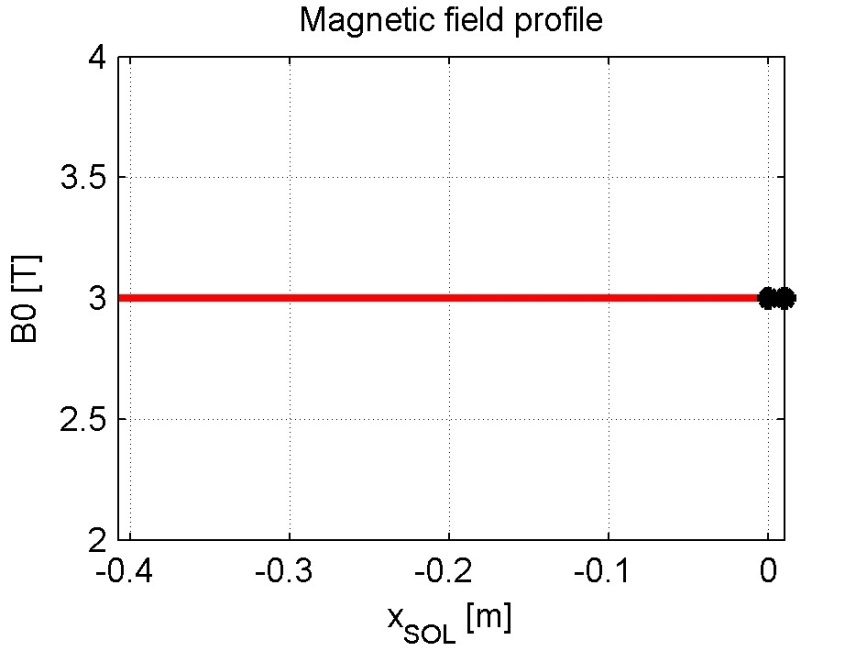 Magnetic field profile
4
3.5
3
2.5
2
B0 [T]
-0.4 -0.3 -0.2 -0.1 0
x_SOL [m]